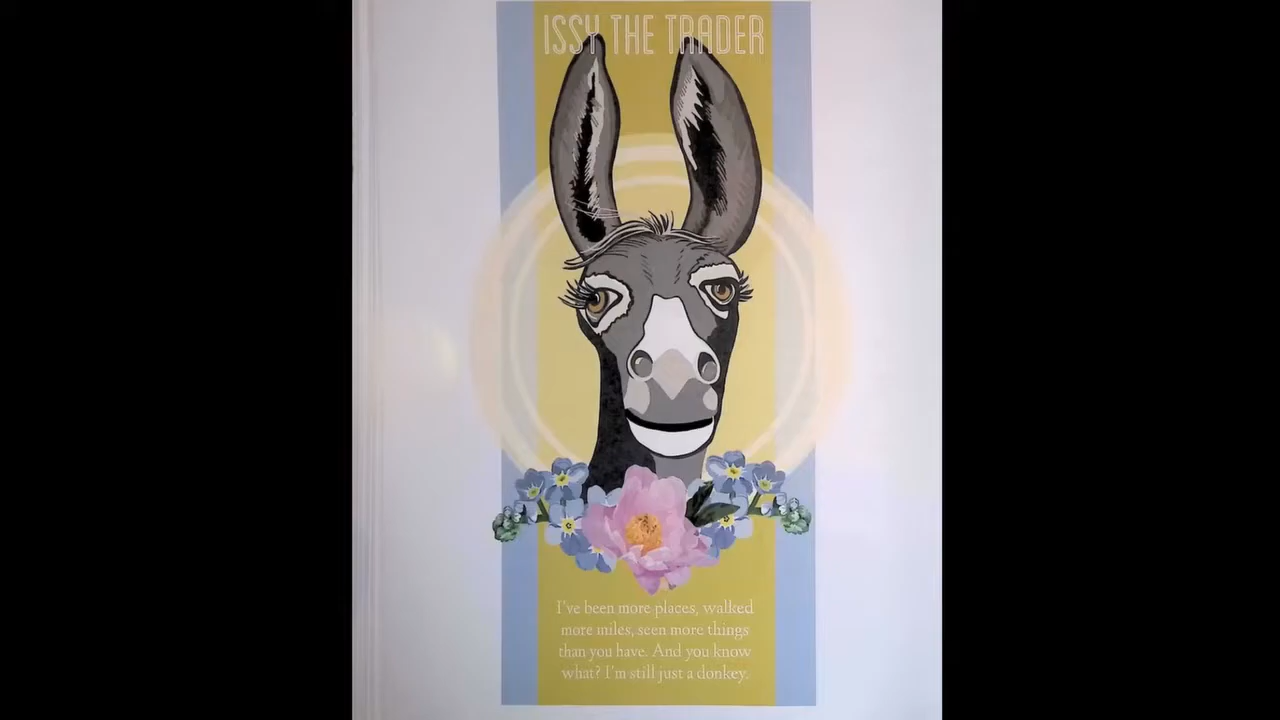 ISSY THE TRADER
I've been more places, walked
more miles, seen more things
than you have. And you know
what? I'm still just a donkey.